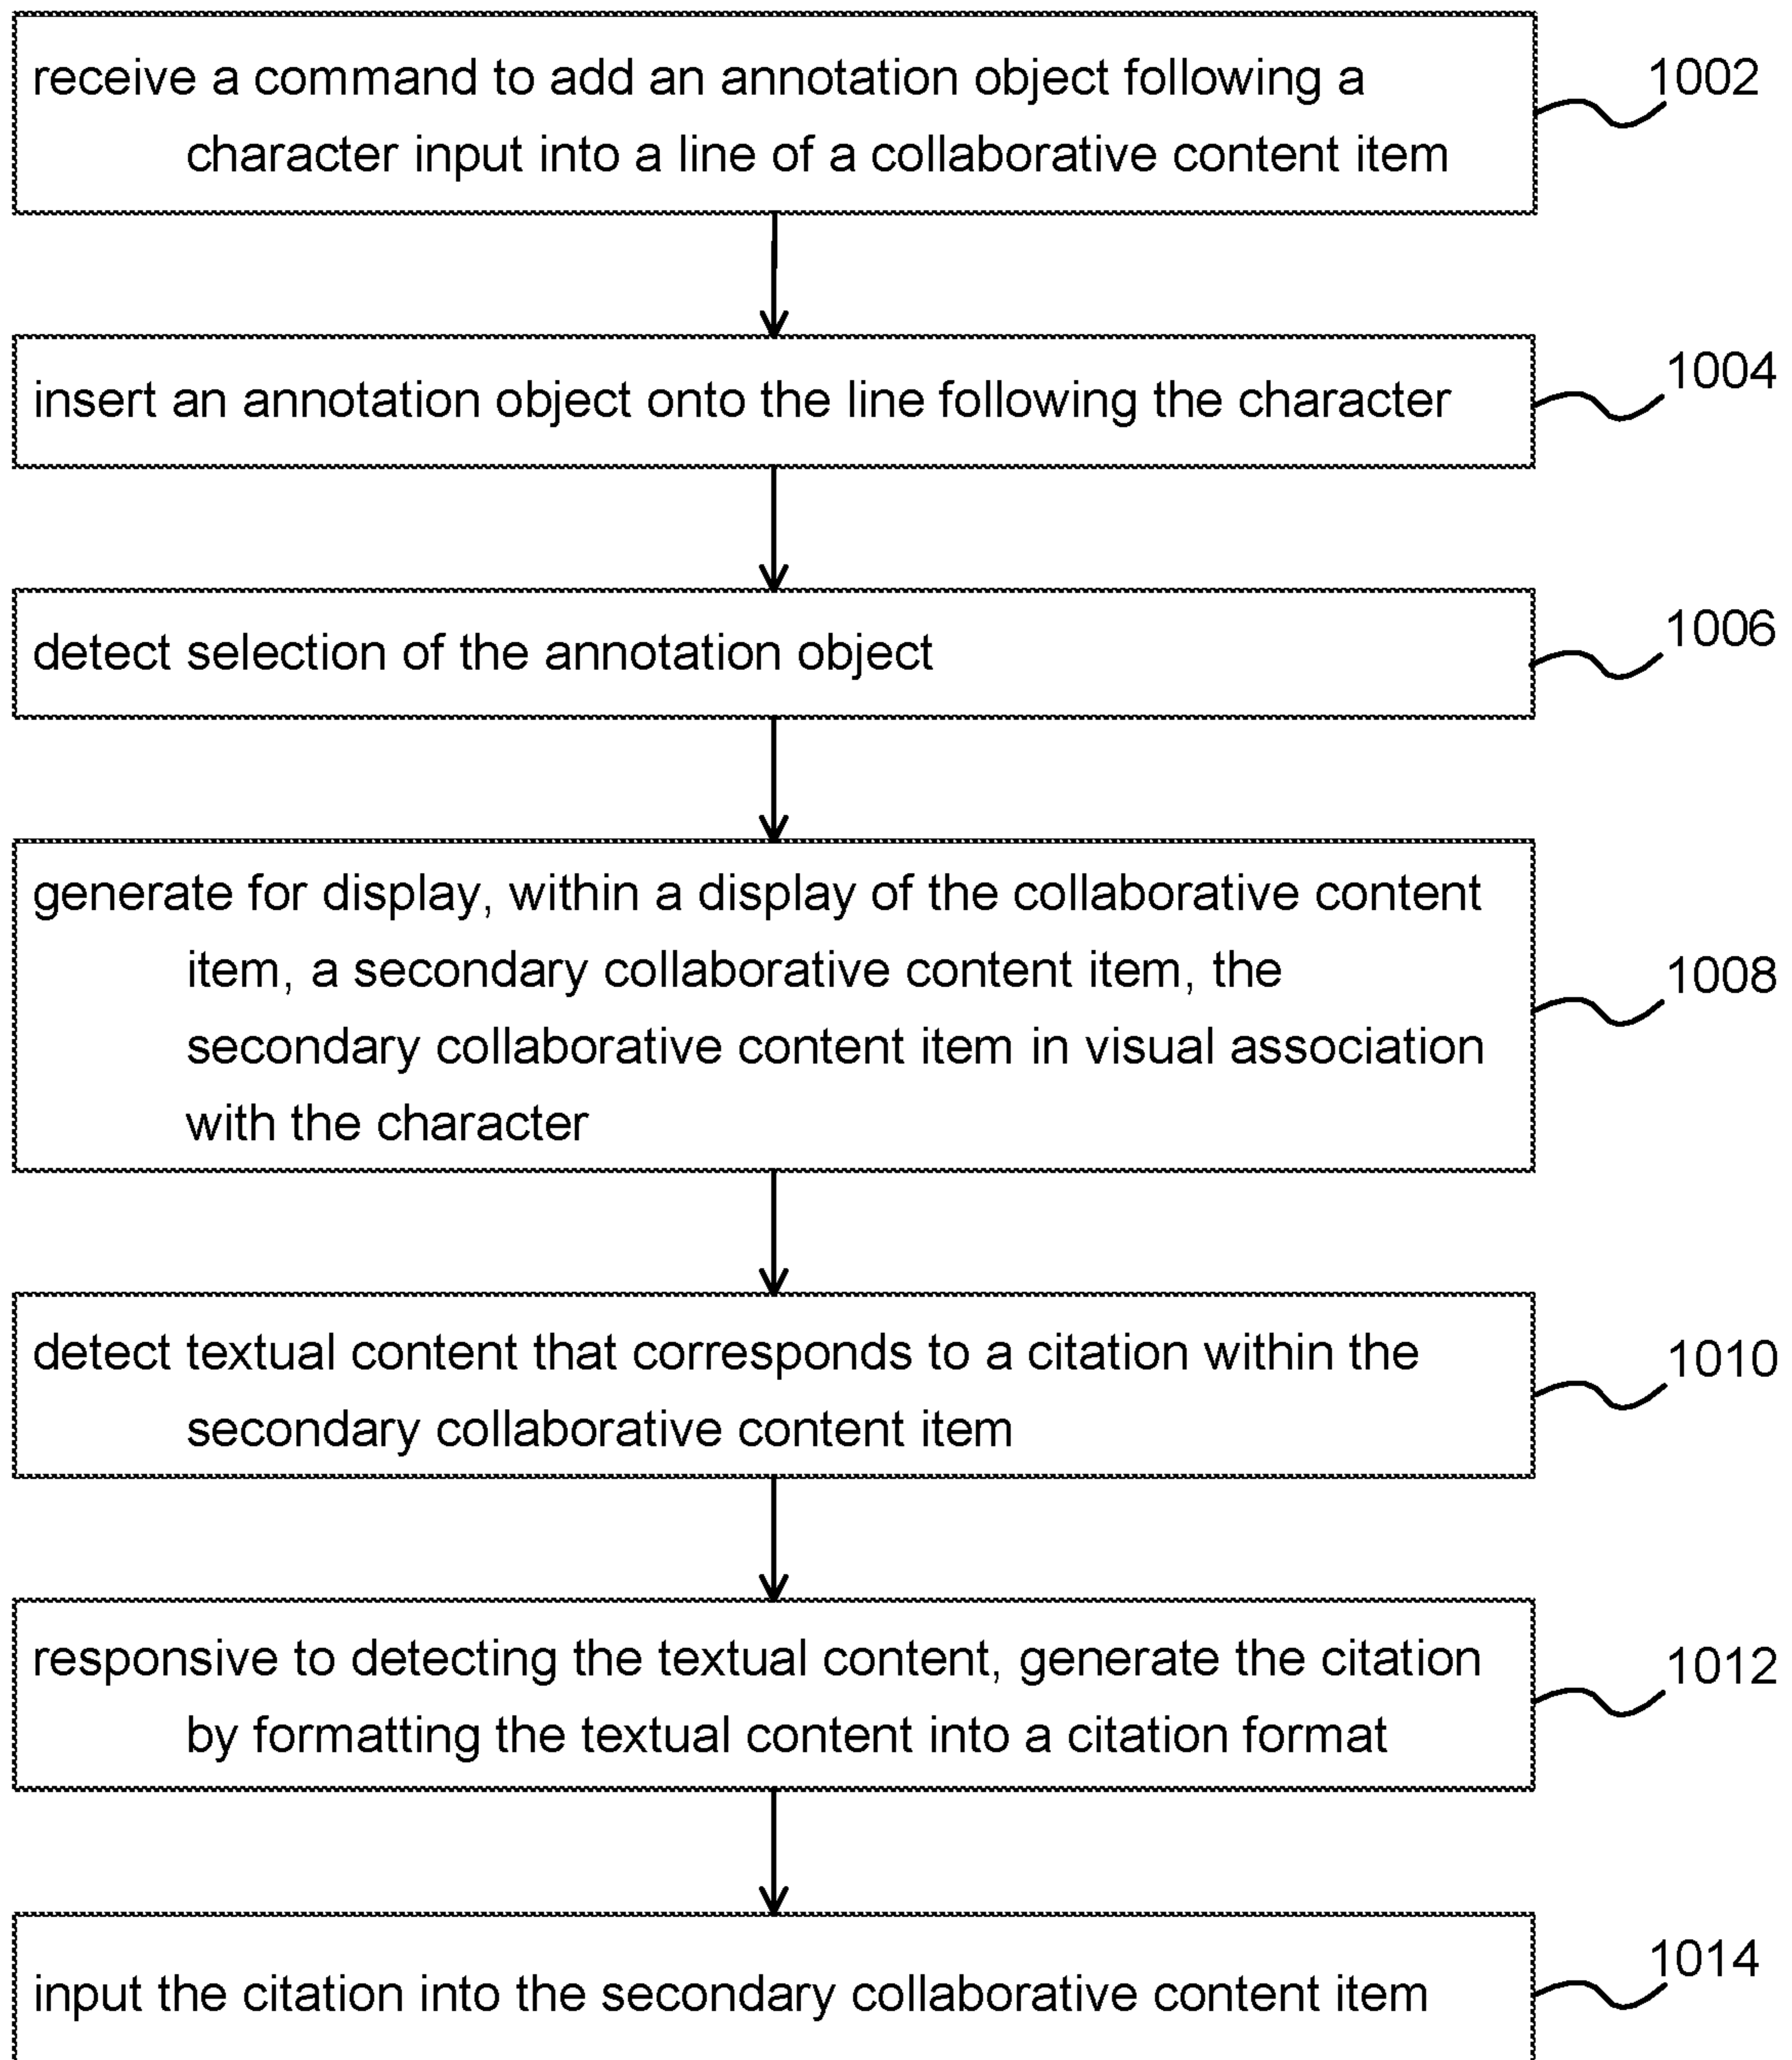 receive a command to add an annotation object following a
character input into a line of a collaborative content item
1002
insert an annotation object onto the line following the character
1004
detect selection of the annotation object
1006
generate for display, within a display of the collaborative content
item, a secondary collaborative content item, the
secondary collaborative content item in visual association
with the character
1008
detect textual content that corresponds to a citation within the
secondary collaborative content item
1010
responsive to detecting the textual content, generate the citation
by formatting the textual content into a citation format
1012
input the citation into the secondary collaborative content item
1014